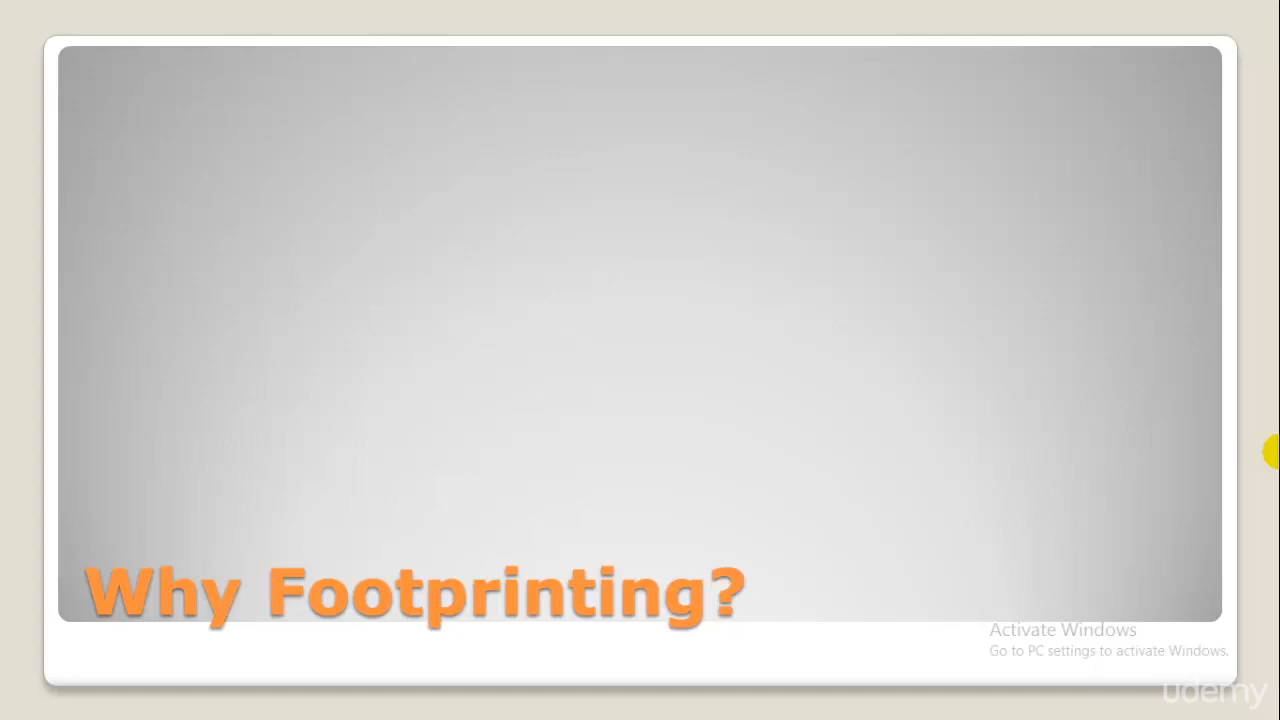 Why Footprinting?
Activate Windows
Go to PC settings to activate Windows.
udemy